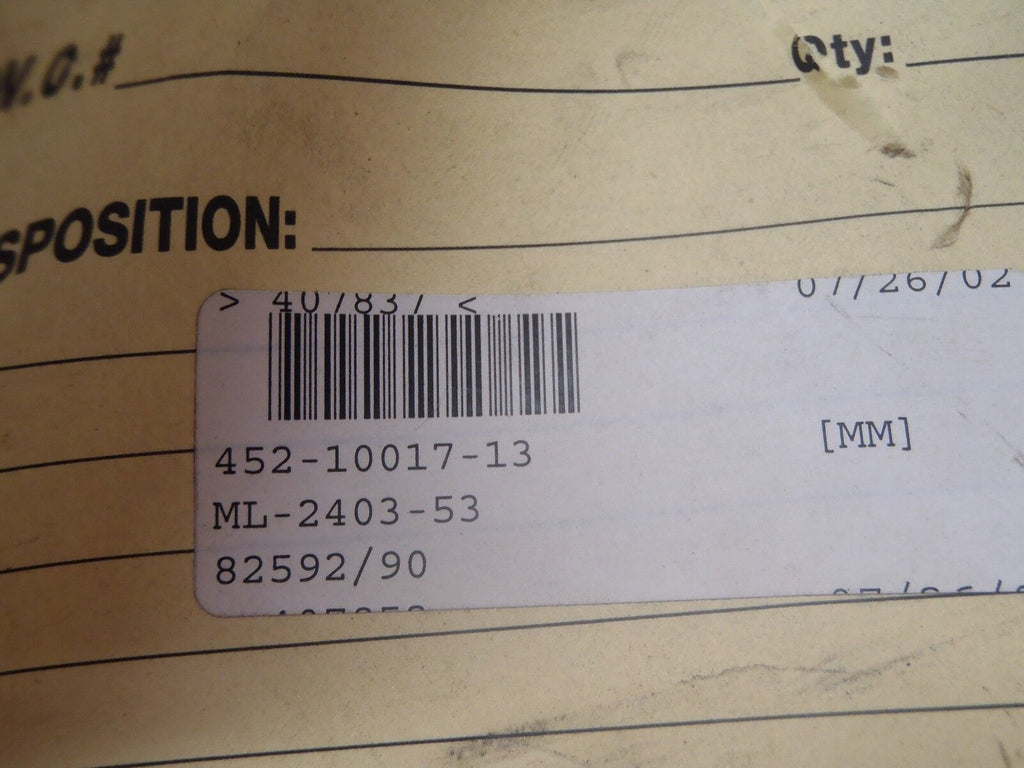 W.O.#
Qty:
SPOSITION:
> 407837 < 07/26/02
452-10017-13 [MM]
ML-2403-53
82592/90